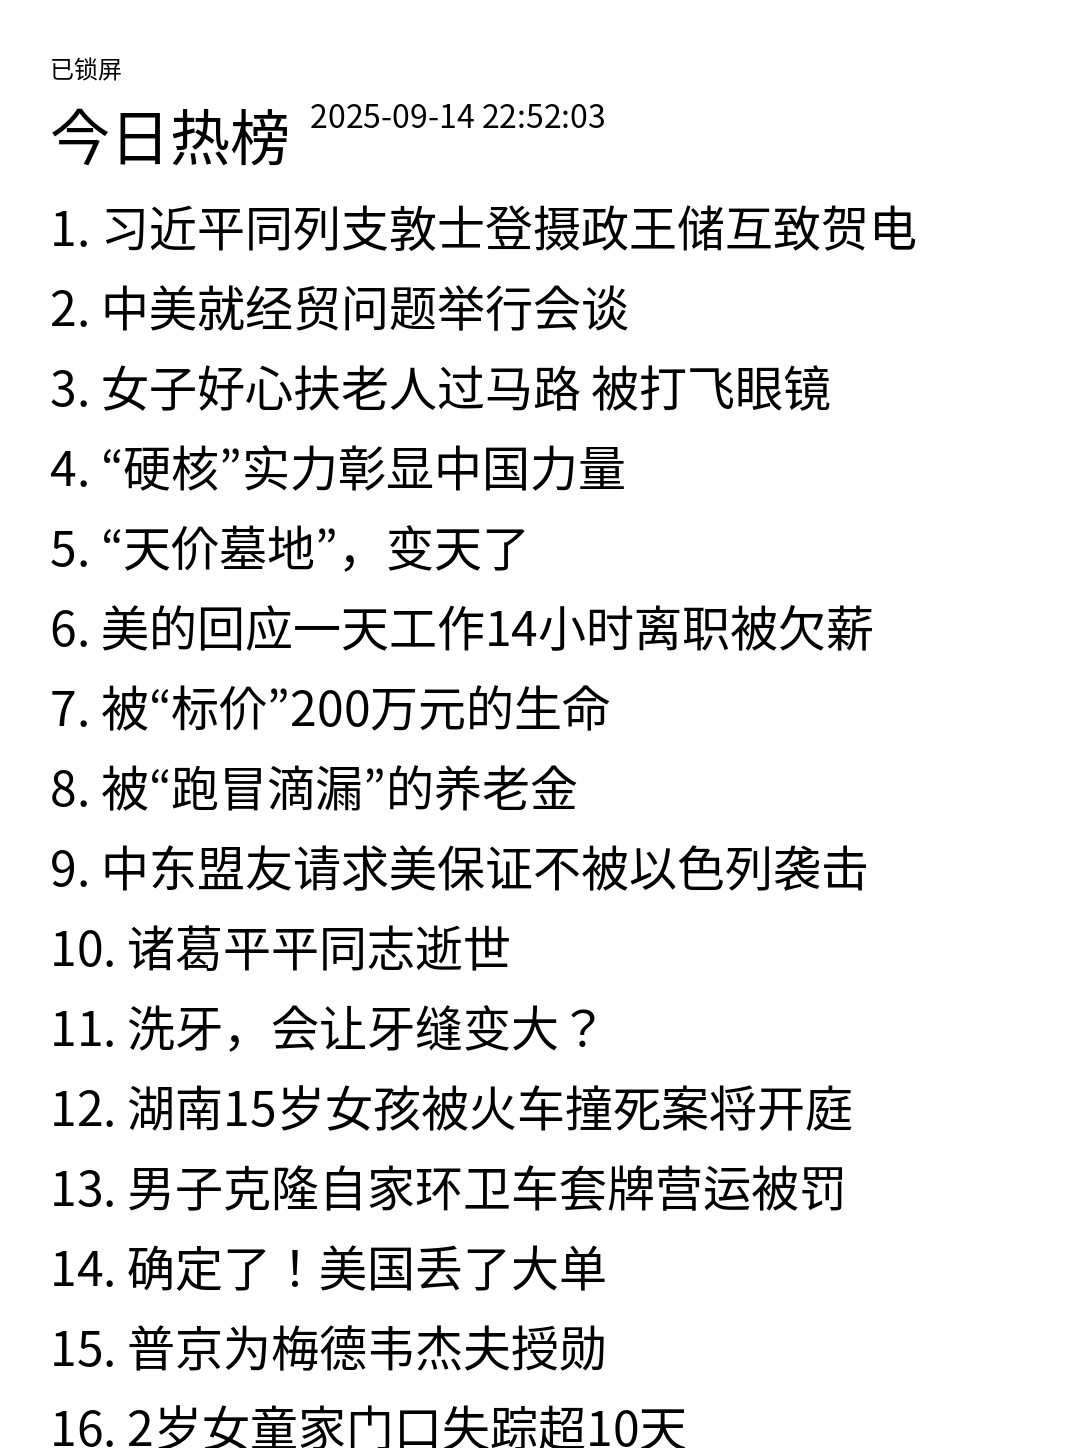 已锁屏
今日热榜 2025-09-14 22:52:03
1. 习近平同列支敦士登摄政王储互致贺电
2. 中美就经贸问题举行会谈
3. 女子好心扶老人过马路 被打飞眼镜
4. “硬核”实力彰显中国力量
5. “天价墓地”，变天了
6. 美的回应一天工作14小时离职被欠薪
7. 被“标价”200万元的生命
8. 被“跑冒滴漏”的养老金
9. 中东盟友请求美保证不被以色列袭击
10. 诸葛平平同志逝世
11. 洗牙，会让牙缝变大？
12. 湖南15岁女孩被火车撞死案将开庭
13. 男子克隆自家环卫车套牌营运被罚
14. 确定了！美国丢了大单
15. 普京为梅德韦杰夫授勋
16. 2岁女童家门口失踪超10天